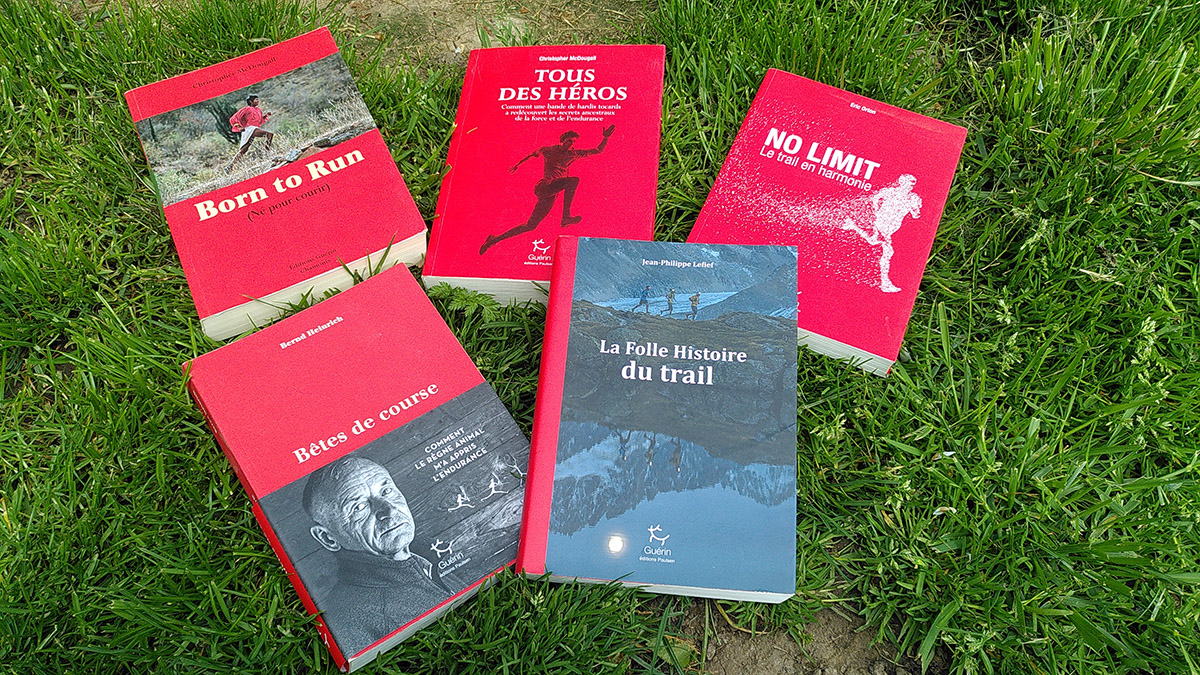 Christopher McDougall
Born to Run
(Né pour courir)
Editions Guérin
Chamonix
Christopher McDougall
TOUS
DES HÉROS
Comment une bande de hardis tocards
a redécouvert les secrets ancestraux
de la force et de l'endurance
Guérin
éditions Paulsen
Eric Orton
NO LIMIT
Le trail en harmonie
Bernd Heinrich
Bêtes de course
COMMENT
LE RÈGNE ANIMAL
M'A APPRIS
L'ENDURANCE
Guérin
éditions Paulsen
Jean-Philippe Lefief
La Folle Histoire
du trail
Guérin
éditions Paulsen